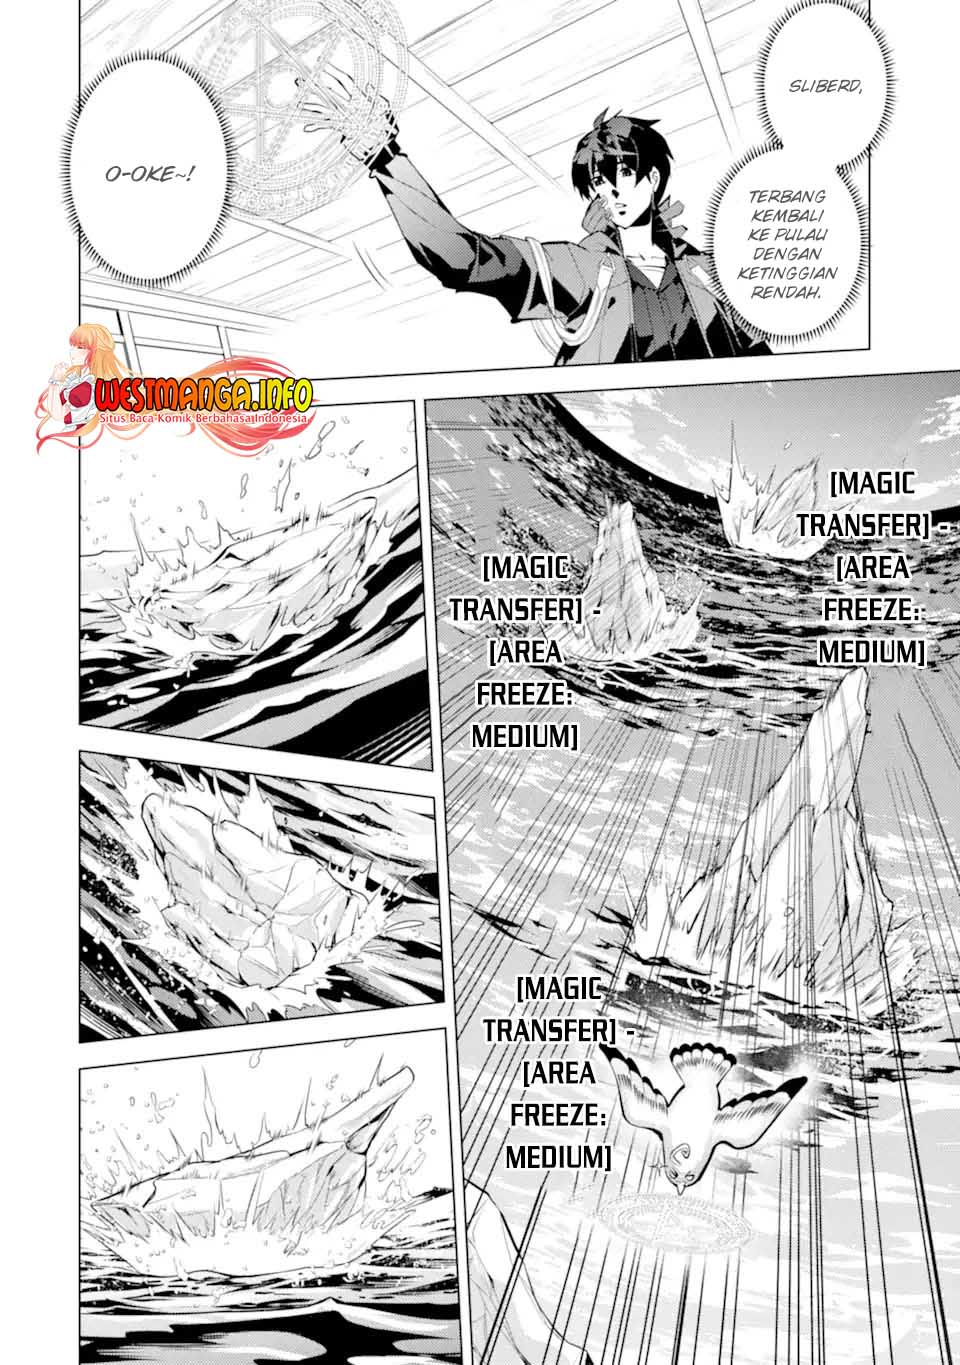 SLIBERD,
TERBANG
KEMBALI
KE PULAU
DENGAN
KETINGGIAN
RENDAH.
O-OKE~!
WESTMANGA.INFO
Situs Baca Komik Berbahasa Indonesia
[MAGIC
TRANSFER] -
[AREA
FREEZE:
MEDIUM]
[MAGIC
TRANSFER] -
[AREA
FREEZE:
MEDIUM]
[MAGIC
TRANSFER] -
[AREA
FREEZE:
MEDIUM]